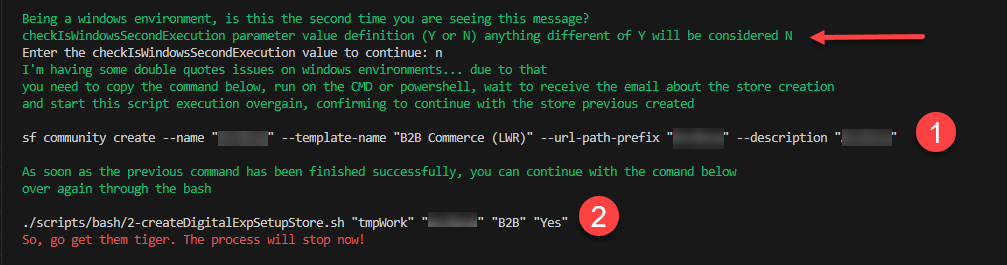 Being a windows environment, is this the second time you are seeing this message?
checkIsWindowsSecondExecution parameter value definition (Y or N) anything different of Y will be considered N
Enter the checkIsWindowsSecondExecution value to continue: n
I'm having some double quotes issues on windows environments... due to that
you need to copy the command below, run on the CMD or powershell, wait to receive the email about the store creation
and start this script execution overgain, confirming to continue with the store previous created
sf community create --name "" --template-name "B2B Commerce (LWR)" --url-path-prefix "" --description "" 1
As soon as the previous command has been finished successfully, you can continue with the comand below
over again through the bash
./scripts/bash/2-createDigitalExpSetupStore.sh "tmpWork" "" "B2B" "Yes" 2
So, go get them tiger. The process will stop now!